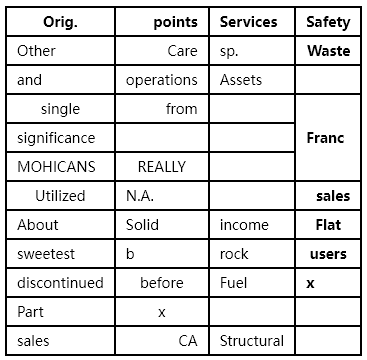 Orig. points Services Safety
Other Care sp. Waste
and operations Assets
single from
significance Franc
MOHICANS REALLY
Utilized N.A. sales
About Solid income Flat
sweetest b rock users
discontinued before Fuel x
Part x
sales CA Structural